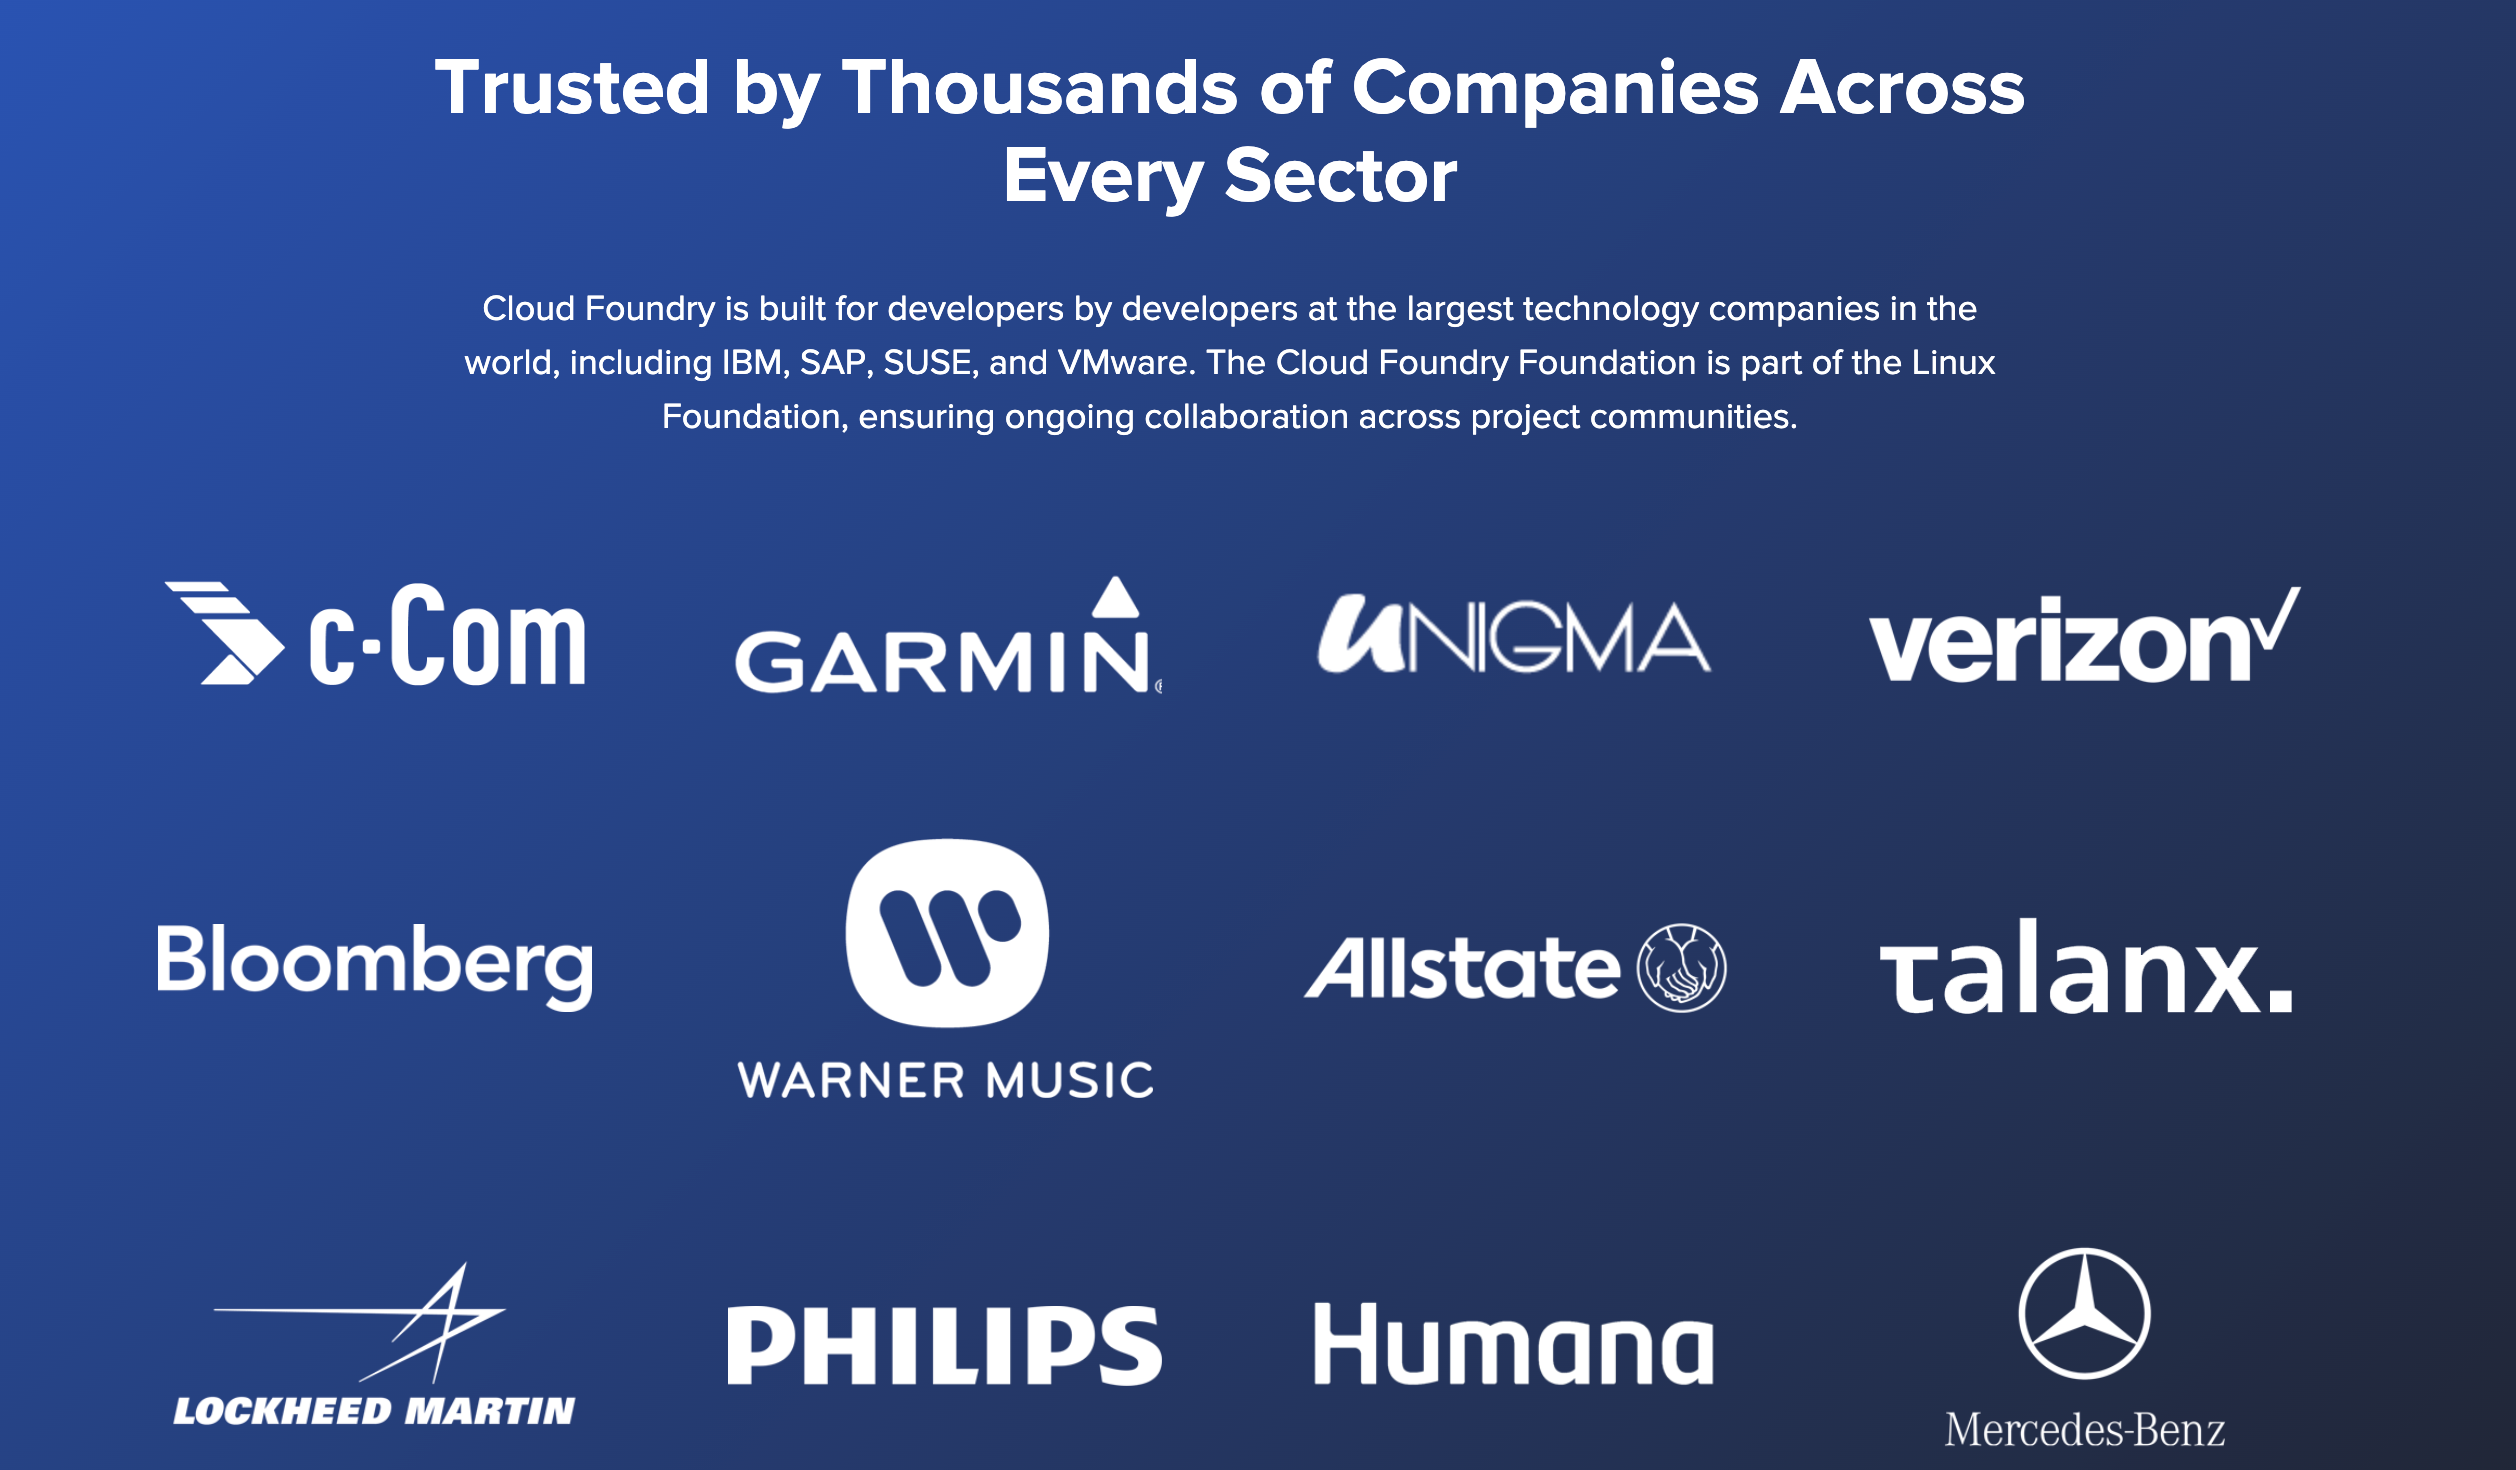 Trusted by Thousands of Companies Across
Every Sector
Cloud Foundry is built for developers by developers at the largest technology companies in the
world, including IBM, SAP, SUSE, and VMware. The Cloud Foundry Foundation is part of the Linux
Foundation, ensuring ongoing collaboration across project communities.
c-Com
GARMIN®
uNIGMA
verizon✓
Bloomberg
WARNER MUSIC
Allstate
talanx.
LOCKHEED MARTIN
PHILIPS
Humana
Mercedes-Benz